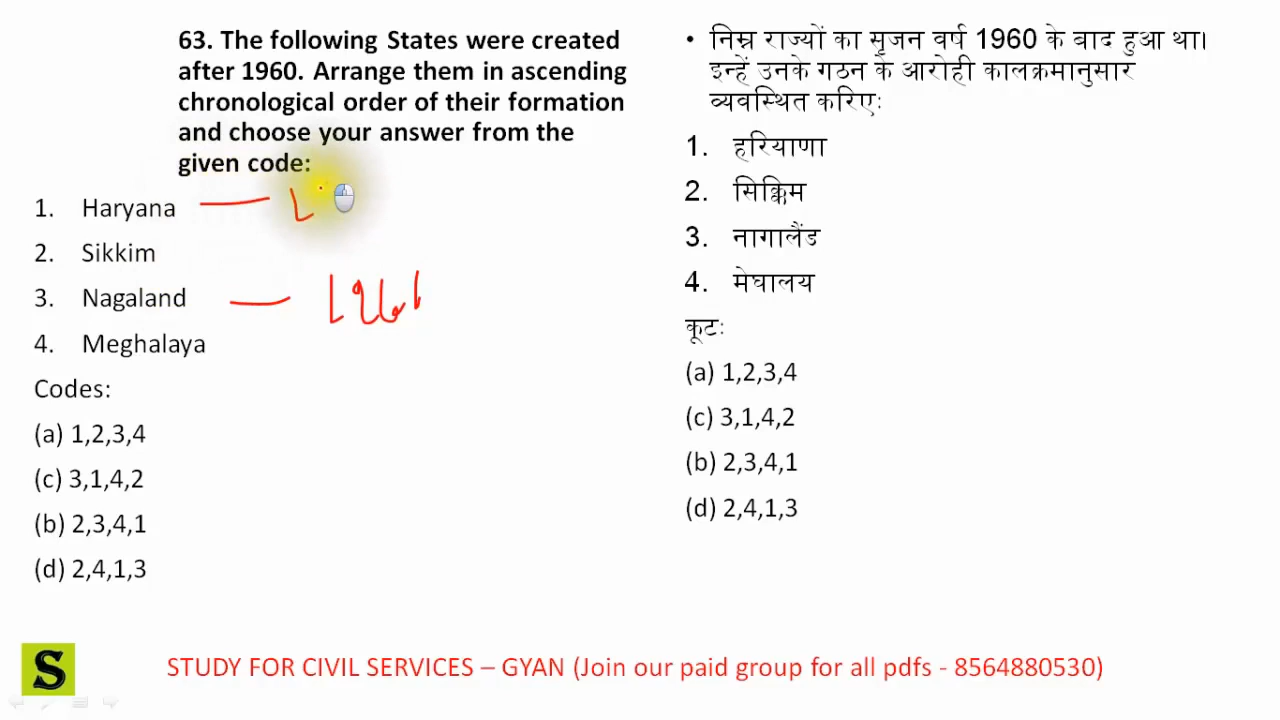 63. The following States were created
after 1960. Arrange them in ascending
chronological order of their formation
and choose your answer from the
given code:
1. Haryana
2. Sikkim
3. Nagaland
4. Meghalaya
Codes:
(a) 1,2,3,4
(c) 3,1,4,2
(b) 2,3,4,1
(d) 2,4,1,3
• निम्न राज्यों का सृजन वर्ष 1960 के बाद हुआ था।
इन्हें उनके गठन के आरोही कालक्रमानुसार
व्यवस्थित करिए:
1. हरियाणा
2. सिक्किम
3. नागालैंड
4. मेघालय
कूट:
(a) 1,2,3,4
(c) 3,1,4,2
(b) 2,3,4,1
(d) 2,4,1,3
S
STUDY FOR CIVIL SERVICES – GYAN (Join our paid group for all pdfs - 8564880530)